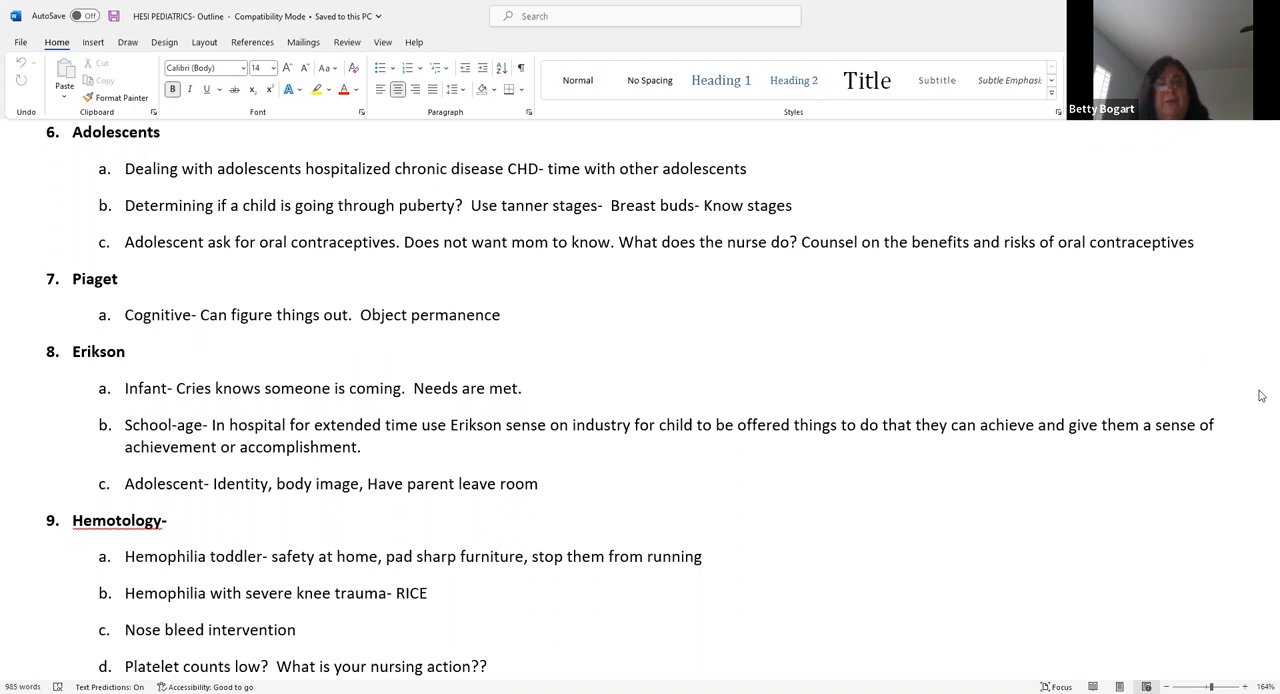 AutoSave Off HESI PEDIATRICS- Outline - Compatibility Mode • Saved to this PC Search
File Home Insert Draw Design Layout References Mailings Review View Help
Cut
Copy
Paste
Format Painter
Calibri (Body) 14
Normal No Spacing Heading 1 Heading 2 Title Subtitle Subtle Emphasis
Undo Clipboard Font Paragraph Styles
Betty Bogart
6. Adolescents
a. Dealing with adolescents hospitalized chronic disease CHD- time with other adolescents
b. Determining if a child is going through puberty? Use tanner stages- Breast buds- Know stages
c. Adolescent ask for oral contraceptives. Does not want mom to know. What does the nurse do? Counsel on the benefits and risks of oral contraceptives
7. Piaget
a. Cognitive- Can figure things out. Object permanence
8. Erikson
a. Infant- Cries knows someone is coming. Needs are met.
b. School-age- In hospital for extended time use Erikson sense on industry for child to be offered things to do that they can achieve and give them a sense of
achievement or accomplishment.
c. Adolescent- Identity, body image, Have parent leave room
9. Hemotology-
a. Hemophilia toddler- safety at home, pad sharp furniture, stop them from running
b. Hemophilia with severe knee trauma- RICE
c. Nose bleed intervention
d. Platelet counts low? What is your nursing action??
985 words Text Predictions: On Accessibility: Good to go Focus 164%